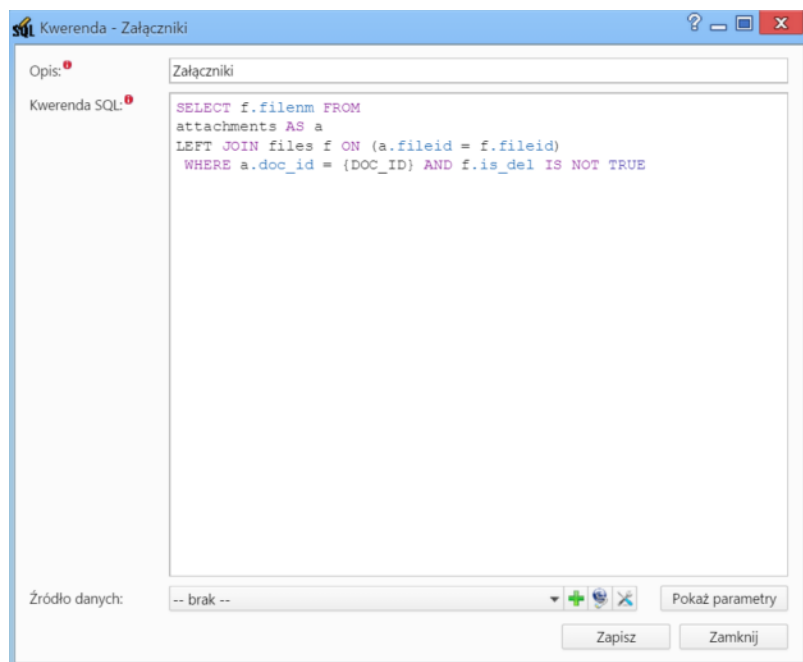 SQL Kwerenda - Załączniki
Opis: Załączniki
Kwerenda SQL: SELECT f.filenm FROM
attachments AS a
LEFT JOIN files f ON (a.fileid = f.fileid)
WHERE a.doc_id = {DOC_ID} AND f.is_del IS NOT TRUE
Źródło danych: -- brak -- Pokaż parametry
Zapisz Zamknij